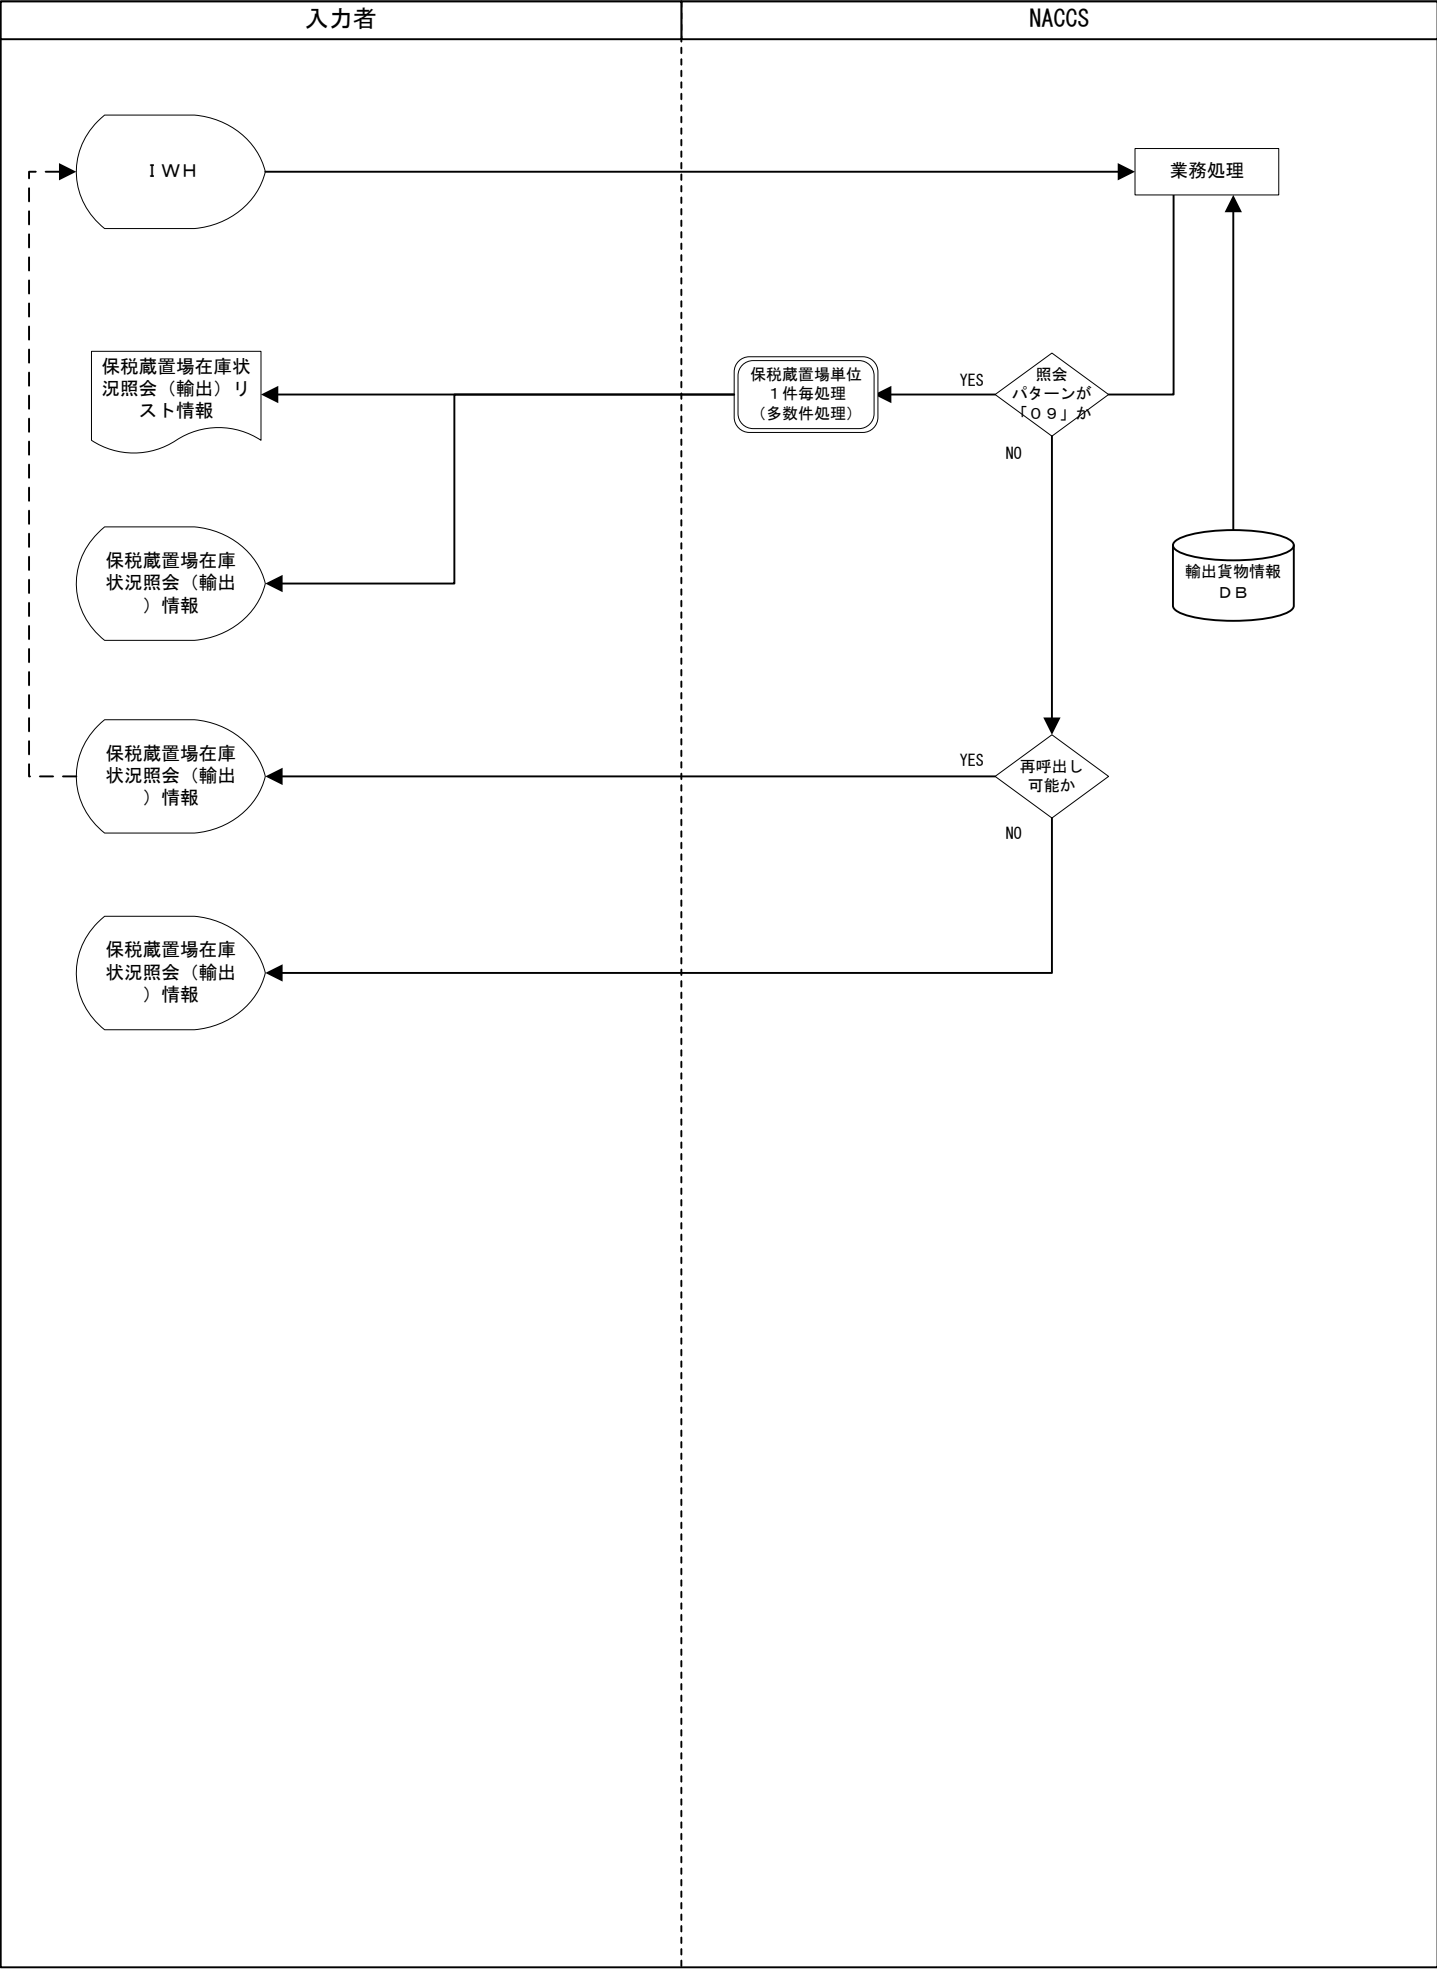 入力者
NACCS
ＩＷＨ
業務処理
保税蔵置場在庫状
況照会（輸出）リ
スト情報
保税蔵置場単位
１件毎処理
（多数件処理）
YES
照会
パターンが
「０９」か
NO
保税蔵置場在庫
状況照会（輸出
）情報
輸出貨物情報
ＤＢ
保税蔵置場在庫
状況照会（輸出
）情報
YES
再呼出し
可能か
NO
保税蔵置場在庫
状況照会（輸出
）情報